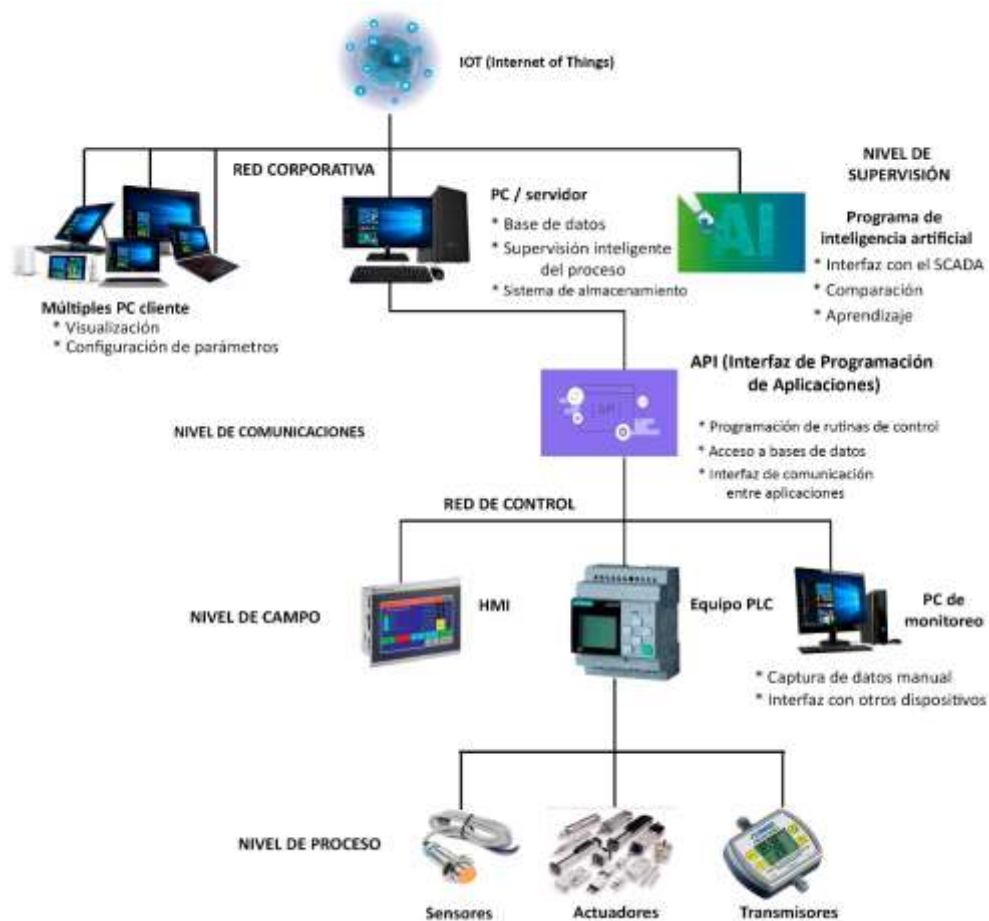 IOT (Internet of Things)
RED CORPORATIVA
NIVEL DE
SUPERVISIÓN
PC / servidor
* Base de datos
* Supervisión inteligente
del proceso
* Sistema de almacenamiento
AI
Programa de
inteligencia artificial
* Interfaz con el SCADA
* Comparación
* Aprendizaje
Múltiples PC cliente
* Visualización
* Configuración de parámetros
API (Interfaz de Programación
de Aplicaciones)
API
* Programación de rutinas de control
* Acceso a bases de datos
* Interfaz de comunicación
entre aplicaciones
NIVEL DE COMUNICACIONES
RED DE CONTROL
NIVEL DE CAMPO
HMI
Equipo PLC
PC de
monitoreo
* Captura de datos manual
* Interfaz con otros dispositivos
NIVEL DE PROCESO
Sensores
Actuadores
Transmisores